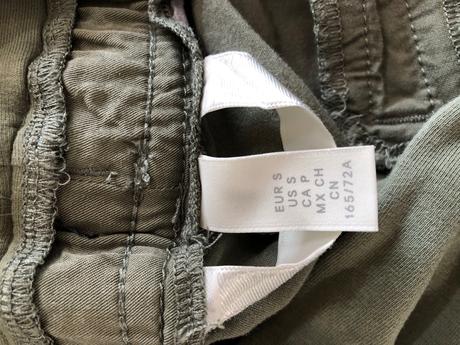 EUR S
US S
CA P
MX CH
CN
165/72A